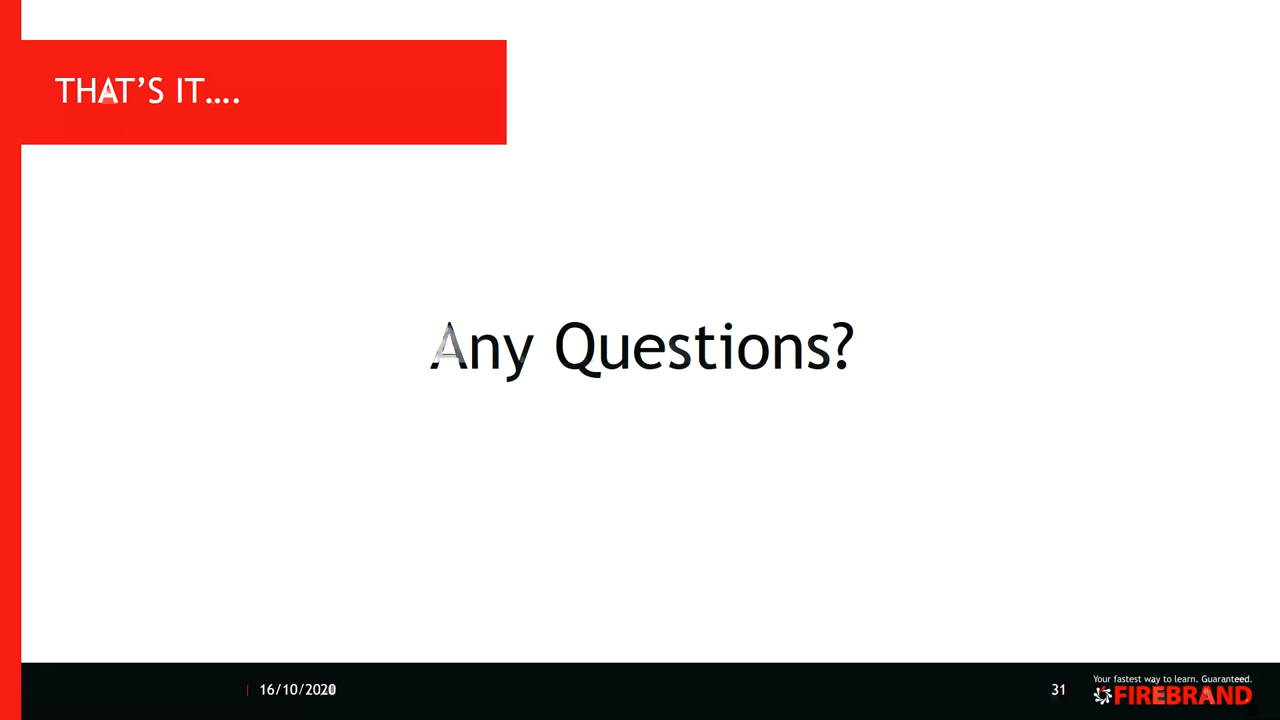 THAT’S IT….
Any Questions?
16/10/2020
31
Your fastest way to learn. Guaranteed.
FIREBRAND